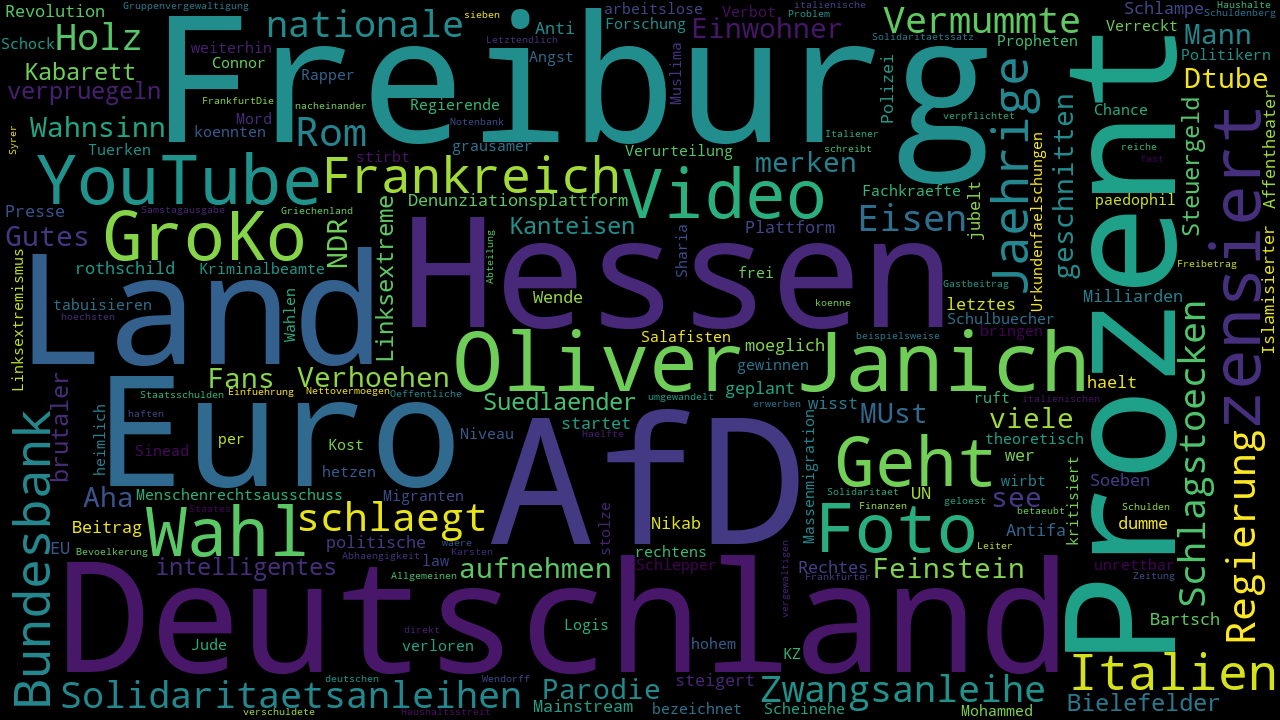 Revolution
Gruppenvergewaltigung
nationale
sieben
Anti
arbeitslose
Forschung
Verbot
italienische
Problem
Einwohner
Vermummte
Schlampe
Haushalte
Schuldenberg
Verreckt
Schock
Holz
Freiburg
weiterhin
Connor
Letztendlich
Angst
Solidaritaetssatz
Propheten
Mann
Politikern
Kabarett
Rapper
Muslima
Polizei
Dtube
verpruegeln
FrankfurtDie
nacheinander
Regierende
Jaehrige
Chance
Affentheater
Wahnsinn
Mord
koennten
Rom
Notenbank
verpflichtet
geschnitten
Steuergeld
Syrer
Tuerken
stirbt
grausamer
Verurteilung
Italiener
schreibt
merken
Urkundenfaelschungen
reiche
fast
YouTube
Frankreich
Video
Fachkraefte
paedophil
Prozent
zensiert
Presse
Samstagausgabe
Griechenland
Denunziationsplattform
Eisen
jubelt
Gutes
GroKo
NDR
Linksextreme
Kanteisen
Plattform
Sharia
Islamisierter
Linksextremismus
rothschild
Kriminalbeamte
Abteilung
Hessen
frei
Freibetrag
Land
tabuisieren
hoechsten
Wahlen
Wende
koenne
Gastbeitrag
letztes
Milliarden
Schulbuecher
Salafisten
moeglich
beispielsweise
bringen
Schlagstoecken
Oliver
Janich
gewinnen
Fans
Verhoehen
geplant
ruft
haelt
italienischen
brutaler
Staatsschulden
Einfuehrung
Nettovermoegen
Oeffentliche
Suedlaender
umgewandelt
erwerben
wisst
MUst
viele
Euro
haften
startet
Massenmigration
theoretisch
Bundesbank
heimlich
per
Kost
Niveau
Haelfte
AfD
Geht
wer
kritisiert
Regierung
Sinead
hetzen
wirbt
Soeben
Aha
Menschenrechtsausschuss
Migranten
Solidaritaet
UN
geloest
see
Schulden
Beitrag
Staates
Wahl
schlaegt
stolze
Nikab
Foto
Finanzen
betaeubt
Antifa
dumme
EU
Bevoelkerung
politische
waere
Karsten
Abhaengigkeit
law
rechtens
Leiter
intelligentes
Allgemeinen
aufnehmen
Schlepper
vergewaltigen
Rechtes
Frankfurter
Feinstein
unrettbar
Zeitung
Deutschland
Bartsch
Jude
direkt
verloren
Logis
hohem
KZ
deutschen
Wendorff
steigert
Italien
Solidaritaetsanleihen
Parodie
Zwangsanleihe
Bielefelder
verschuldete
Haushaltsstreit
Mainstream
bezeichnet
Scheinehe
Mohammed